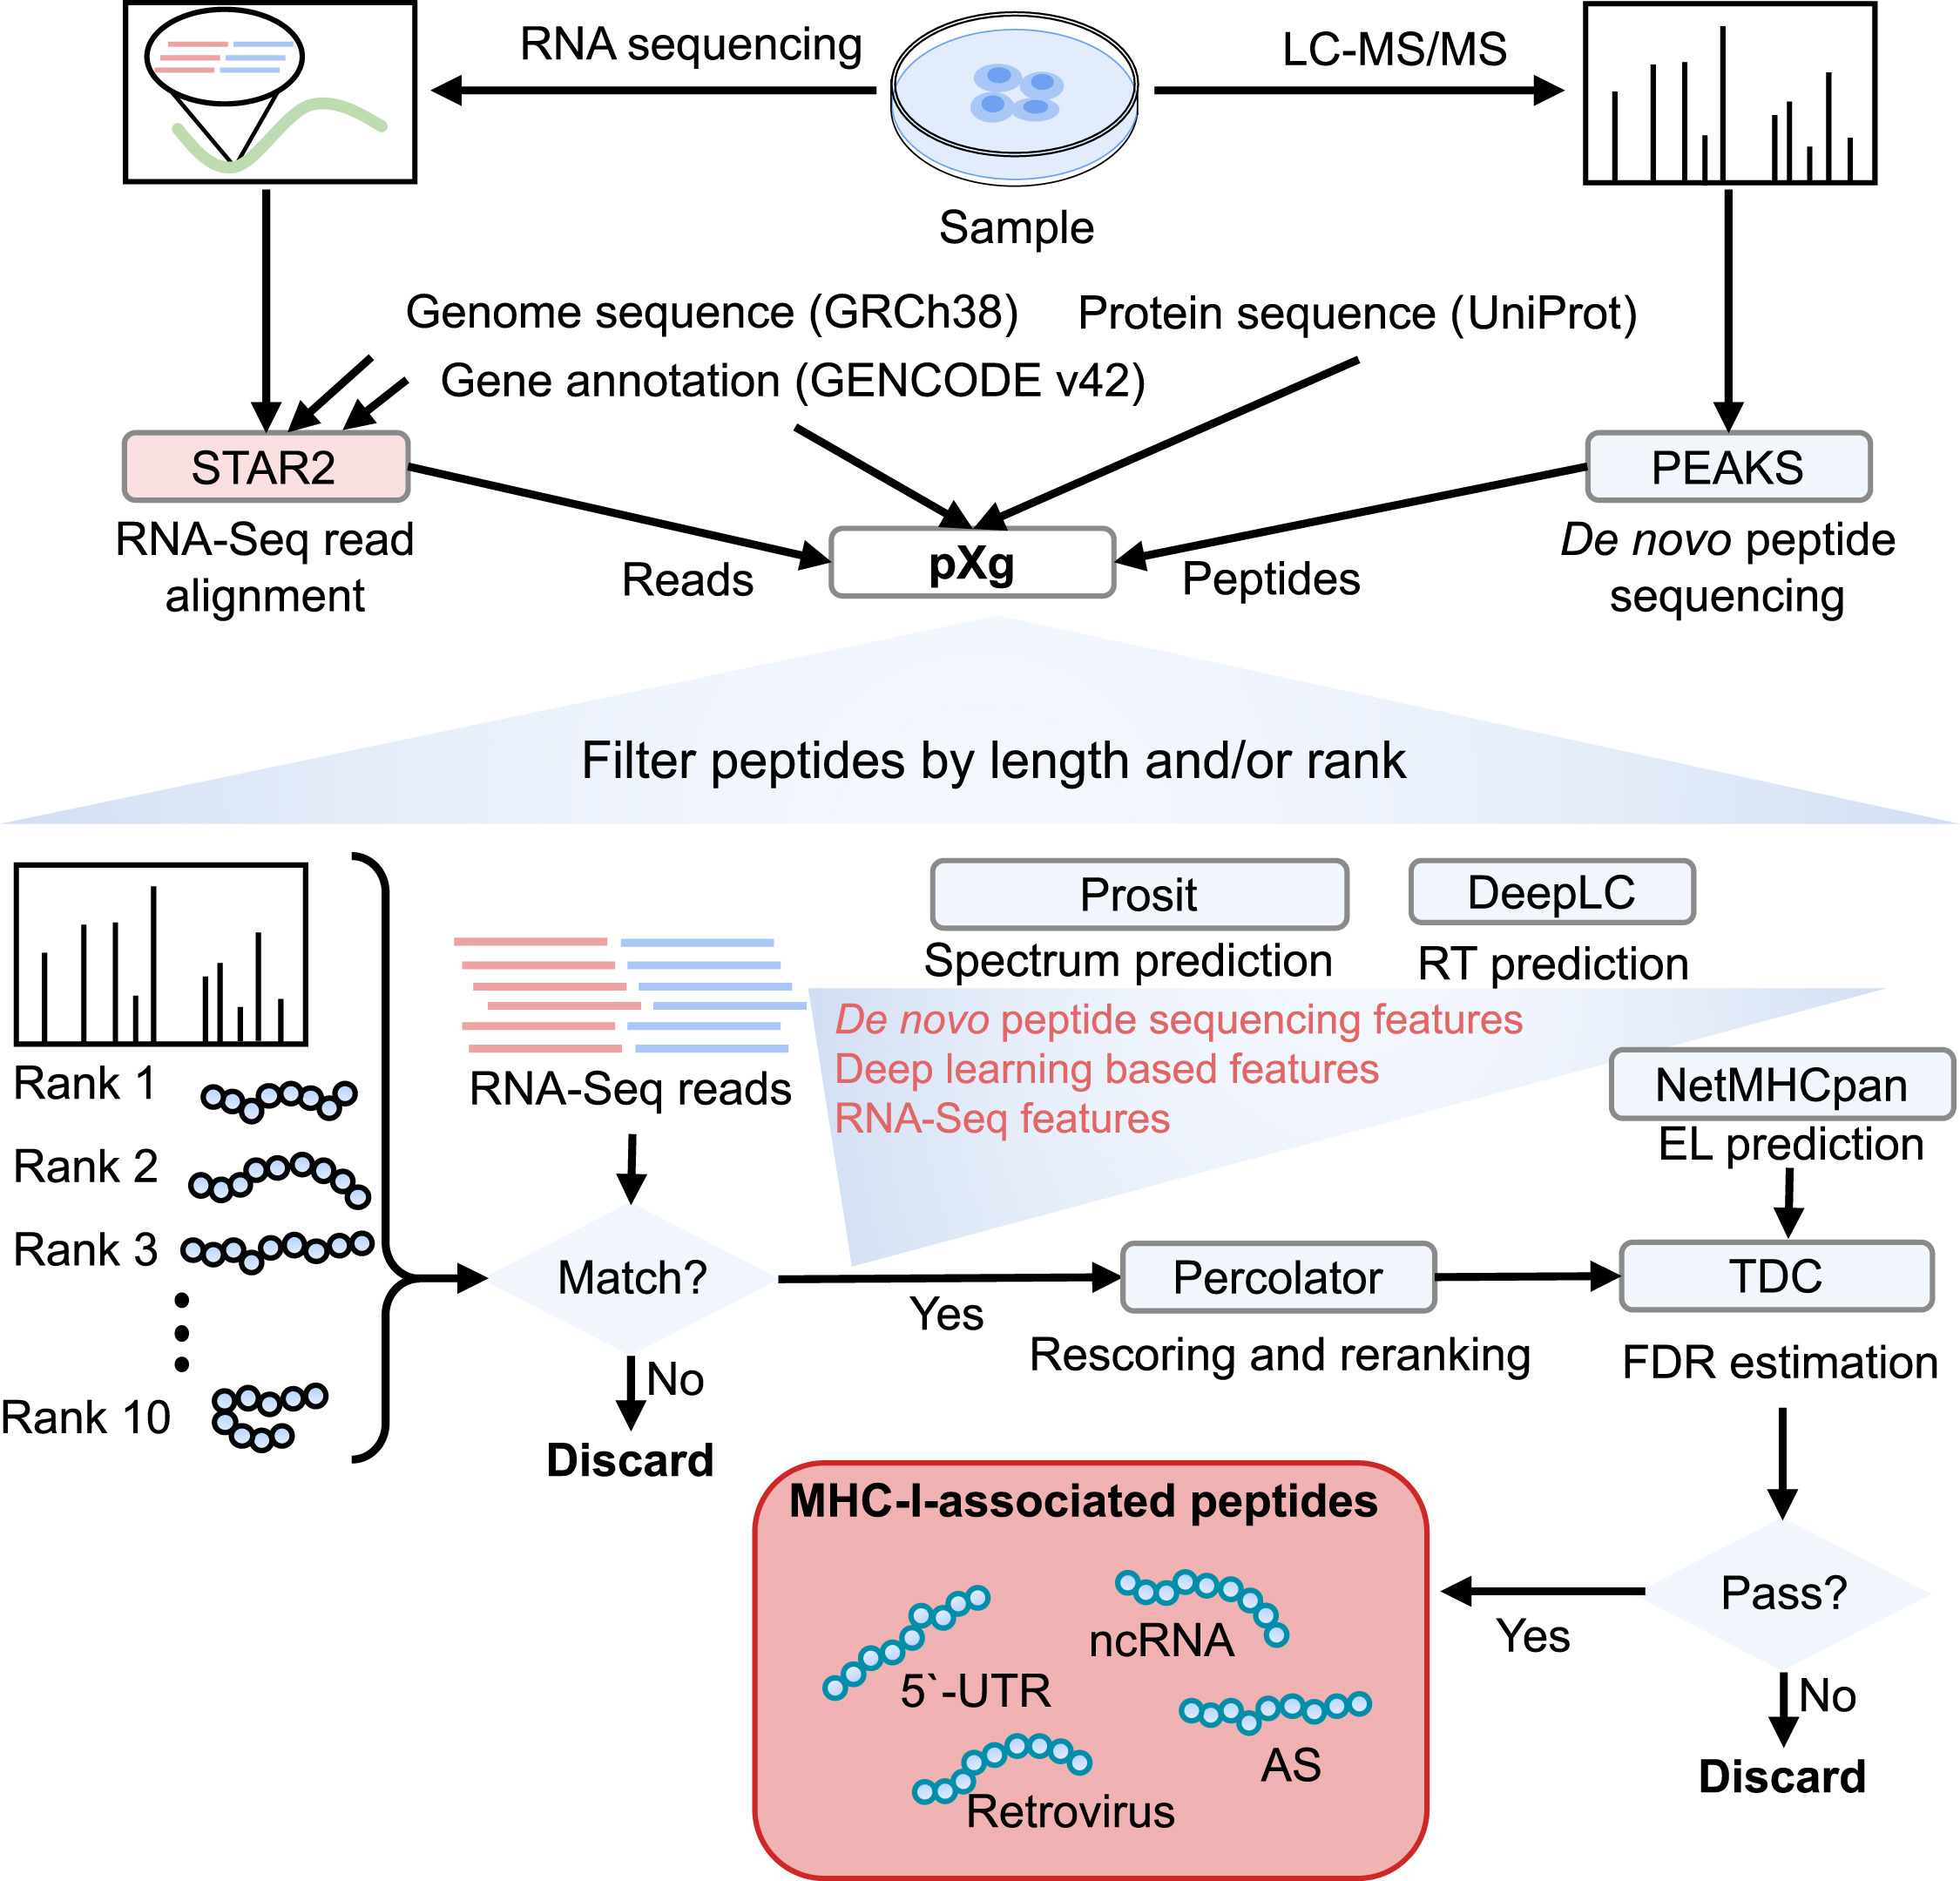 RNA sequencing
LC-MS/MS
Sample
Genome sequence (GRCh38)
Protein sequence (UniProt)
Gene annotation (GENCODE v42)
STAR2
PEAKS
RNA-Seq read
alignment
Reads
pXg
Peptides
De novo peptide
sequencing
Filter peptides by length and/or rank
Prosit
DeepLC
Spectrum prediction
RT prediction
De novo peptide sequencing features
Deep learning based features
RNA-Seq features
RNA-Seq reads
NetMHCpan
EL prediction
Rank 1
Rank 2
Rank 3
Rank 10
Match?
Yes
Percolator
TDC
Rescoring and reranking
FDR estimation
No
Discard
MHC-I-associated peptides
ncRNA
5`-UTR
AS
Retrovirus
Pass?
Yes
No
Discard